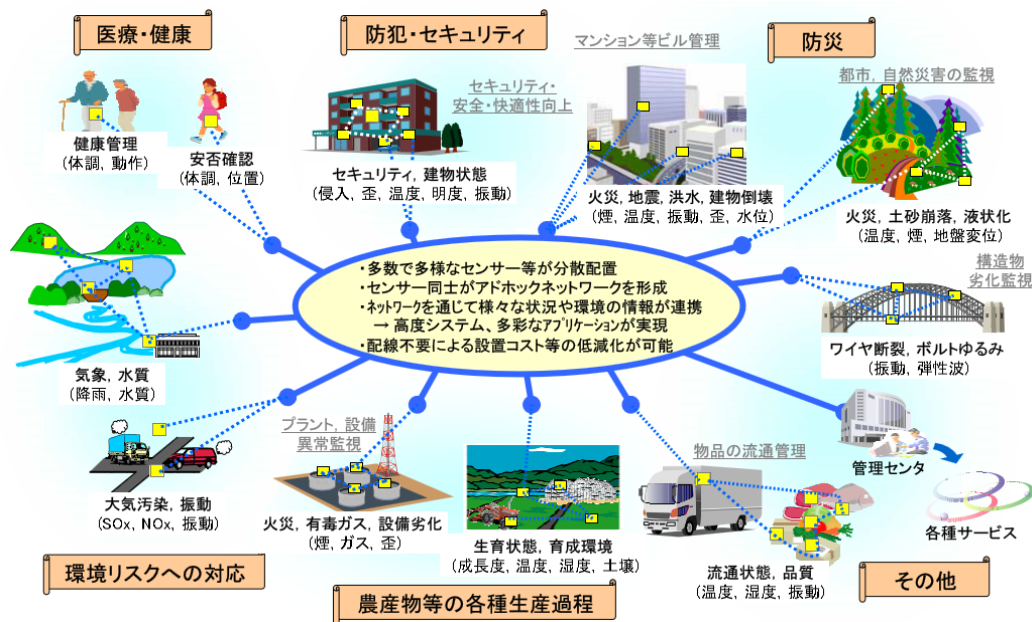 医療・健康
防犯・セキュリティ
マンション等ビル管理
防災
セキュリティ・
安全・快適性向上
都市, 自然災害の監視
健康管理
(体調, 動作)
安否確認
(体調, 位置)
セキュリティ, 建物状態
(侵入, 歪, 温度, 明度, 振動)
火災, 地震, 洪水, 建物倒壊
(煙, 温度, 振動, 歪, 水位)
火災, 土砂崩落, 液状化
(温度, 煙, 地盤変位)
・多数で多様なセンサー等が分散配置
・センサー同士がアドホックネットワークを形成
・ネットワークを通じて様々な状況や環境の情報が連携
→ 高度システム、多彩なアプリケーションが実現
・配線不要による設置コスト等の低減化が可能
構造物
劣化監視
ワイヤ断裂, ボルトゆるみ
(振動, 弾性波)
気象, 水質
(降雨, 水質)
プラント, 設備
異常監視
物品の流通管理
管理センタ
大気汚染, 振動
(SOx, NOx, 振動)
火災, 有毒ガス, 設備劣化
(煙, ガス, 歪)
生育状態, 育成環境
(成長度, 温度, 湿度, 土壌)
流通状態, 品質
(温度, 湿度, 振動)
各種サービス
環境リスクへの対応
農産物等の各種生産過程
その他